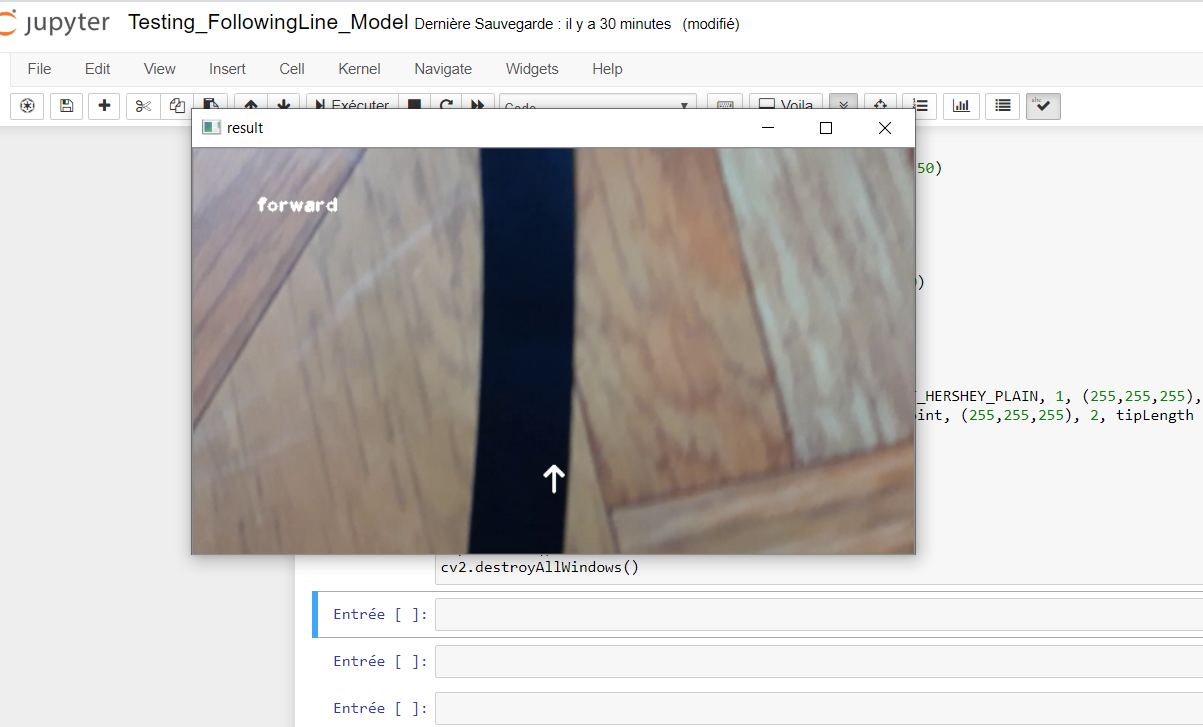 jupyter Testing_FollowingLine_Model Dernière Sauvegarde : il y a 30 minutes (modifié)
File Edit View Insert Cell Kernel Navigate Widgets Help
Exécuter Code Voila
result
forward
50)
)
_HERSHEY_PLAIN, 1, (255,255,255),
int, (255,255,255), 2, tipLength
cv2.destroyAllWindows()
Entrée [ ]:
Entrée [ ]:
Entrée [ ]: